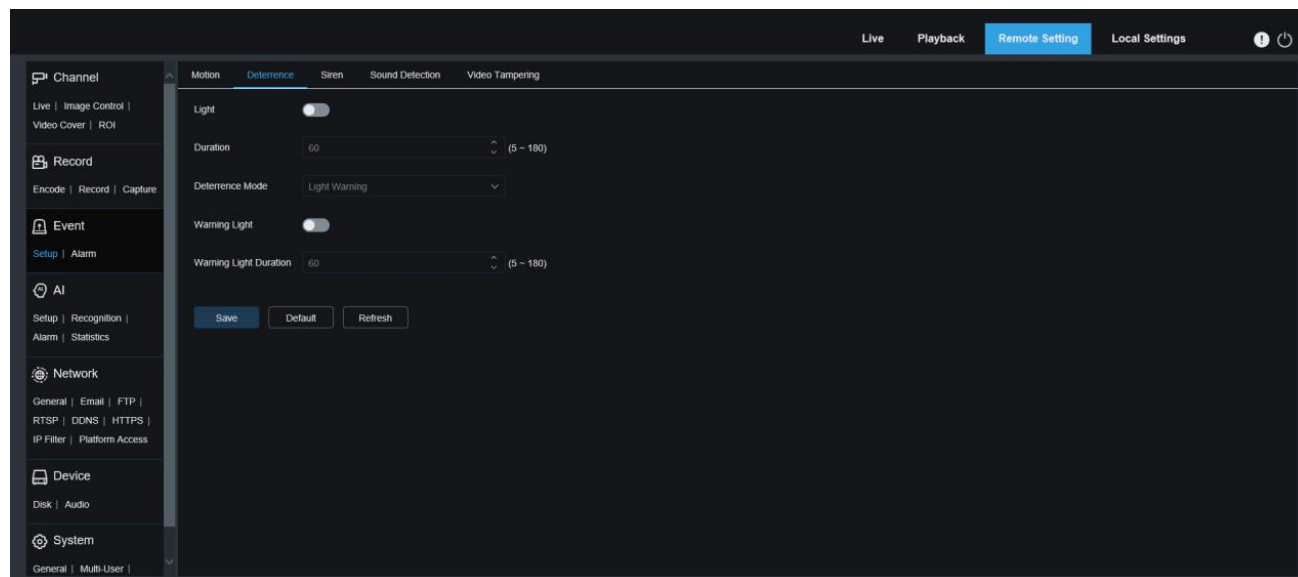 Live Playback Remote Setting Local Settings
Channel
Live | Image Control |
Video Cover | ROI
Record
Encode | Record | Capture
Event
Setup | Alarm
AI
Setup | Recognition |
Alarm | Statistics
Network
General | Email | FTP |
RTSP | DDNS | HTTPS |
IP Filter | Platform Access
Device
Disk | Audio
System
General | Multi-User |
Motion Deterrence Siren Sound Detection Video Tampering
Light
Duration 60 (5 ~ 180)
Deterrence Mode Light Warning
Warning Light
Warning Light Duration 60 (5 ~ 180)
Save Default Refresh